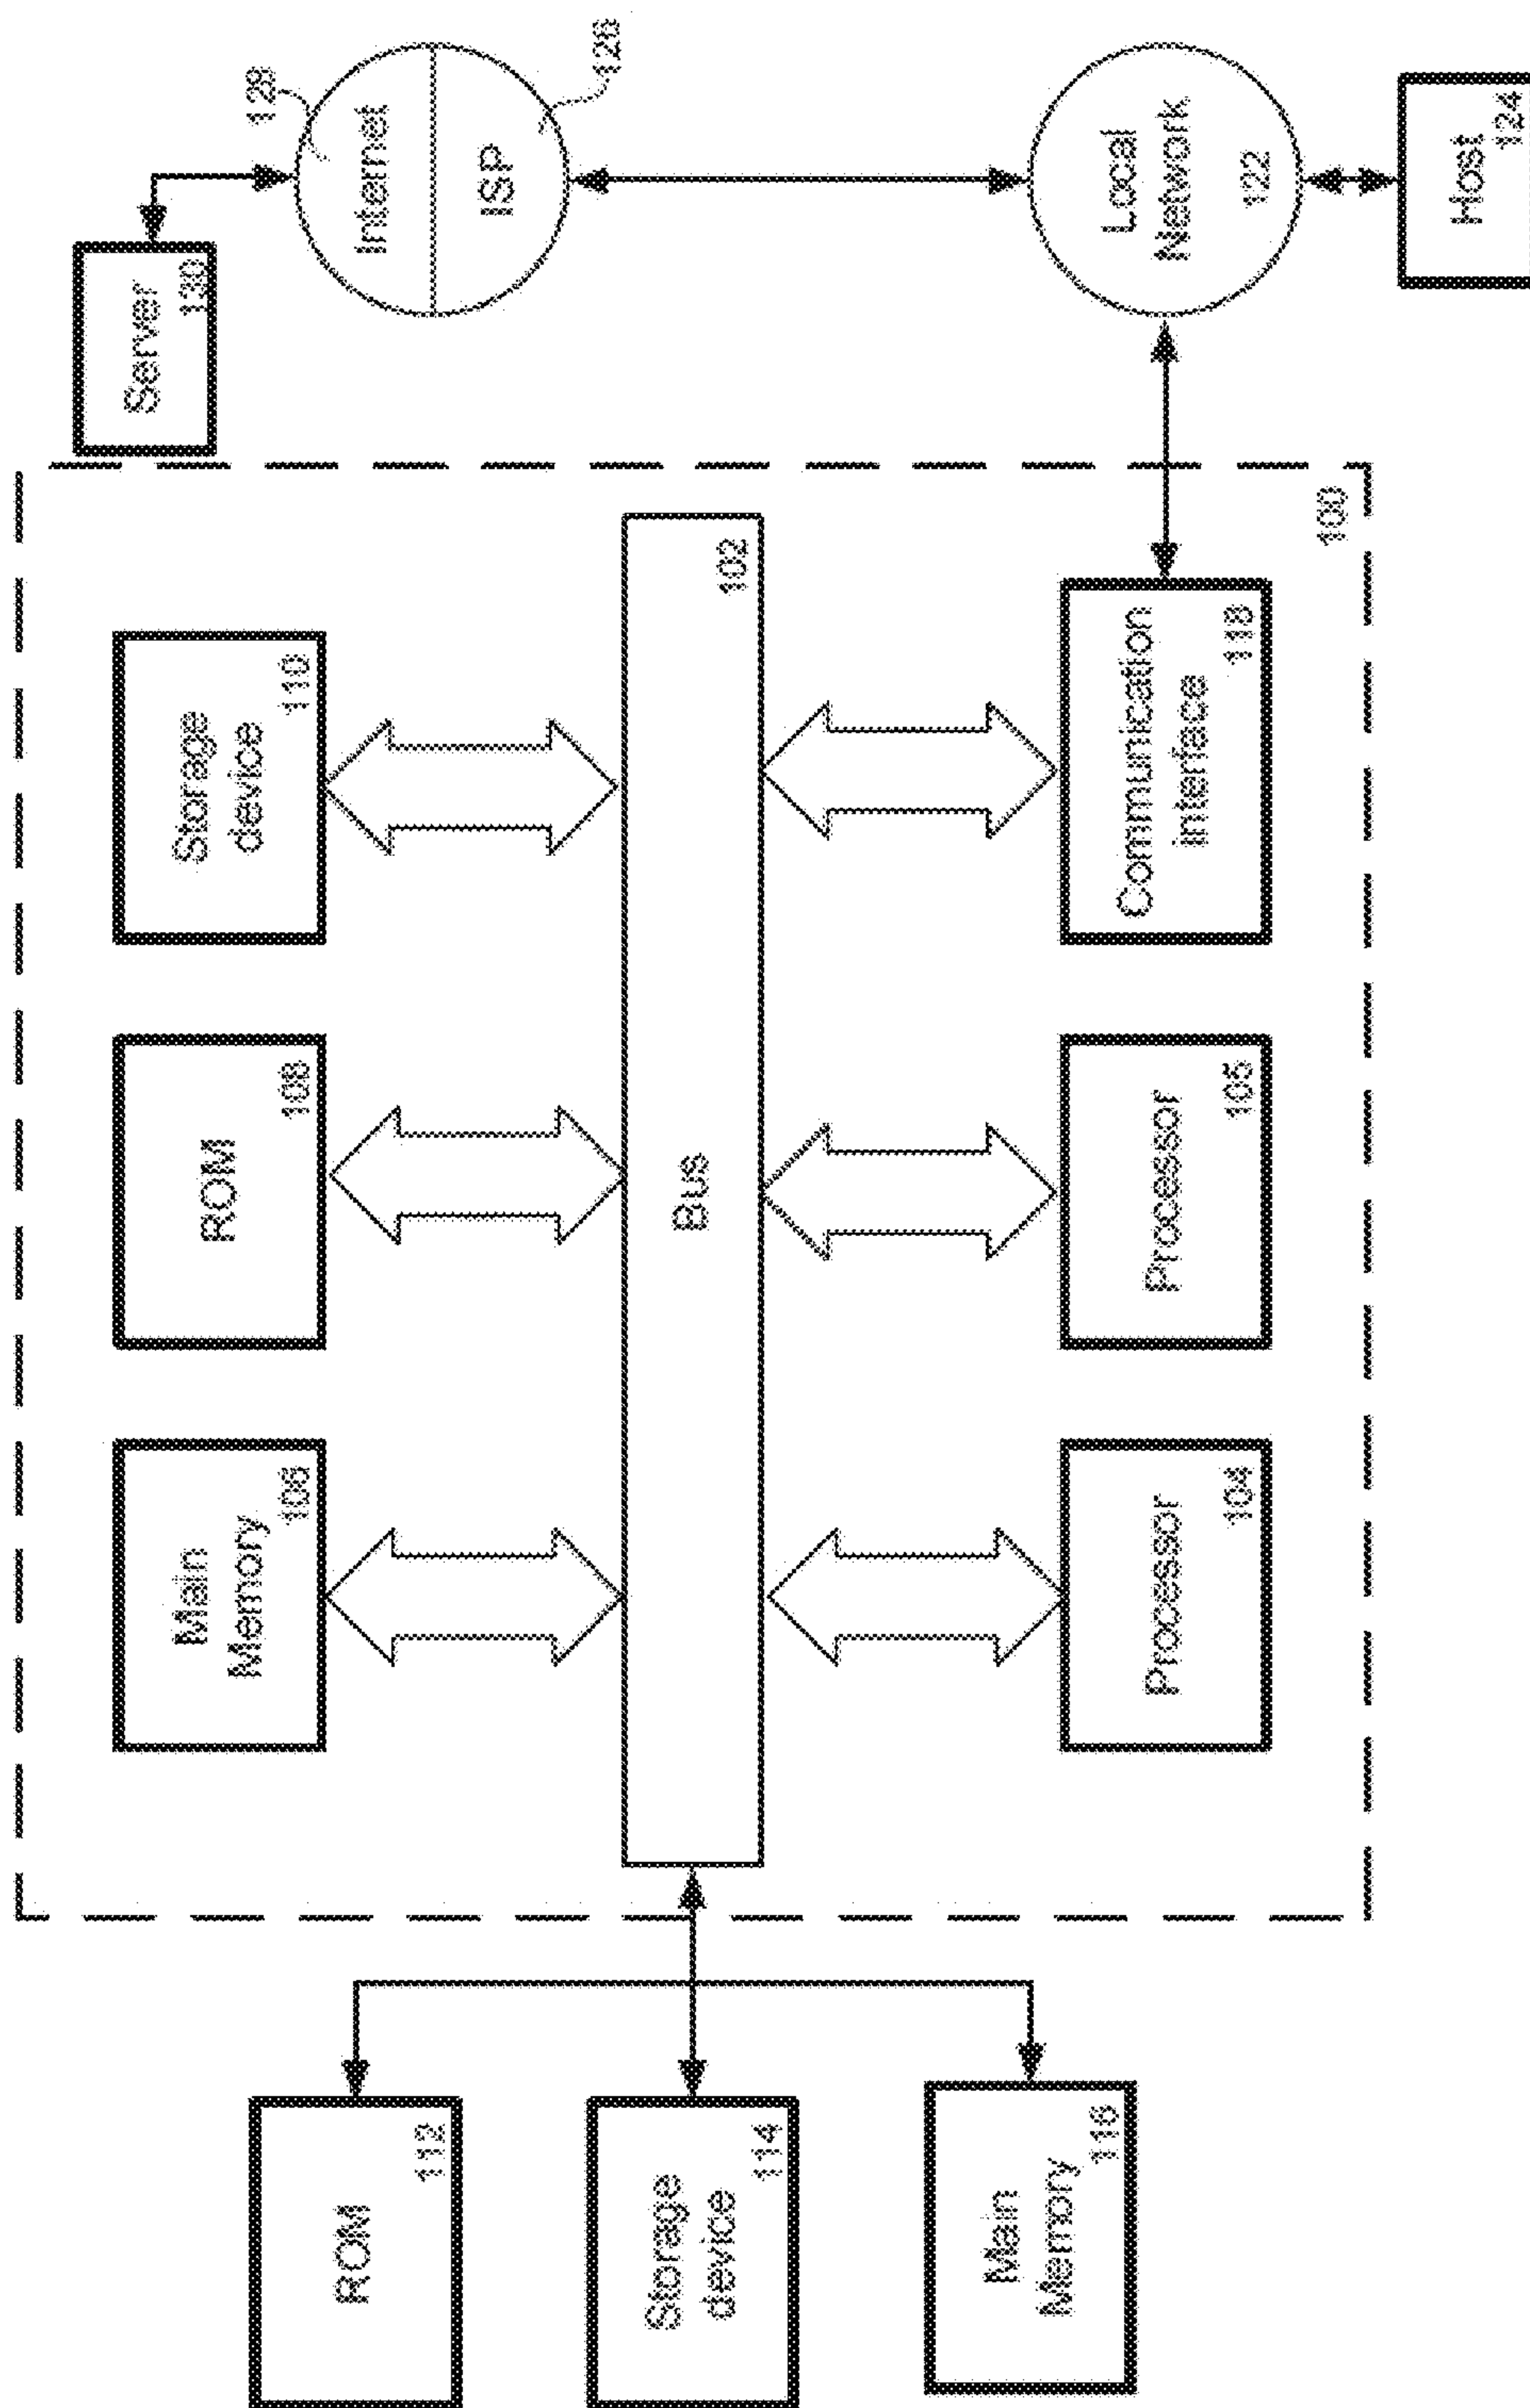 Main
Memory
106
ROM
108
Storage
device
110
Server
130
128
Internet
ISP
126
ROM
112
Storage
device
114
Main
Memory
116
Bus
102
Processor
104
Processor
105
Communication
interface
118
Local
Network
122
100
Host
124